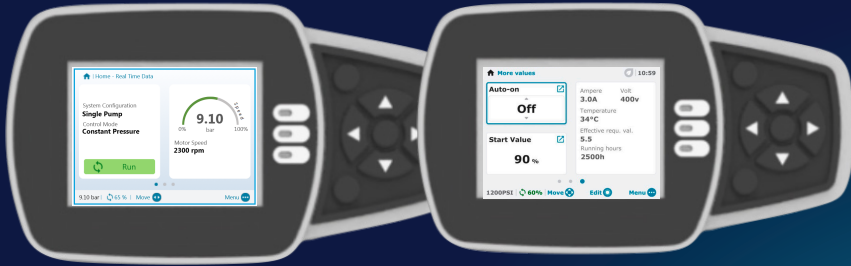 | Home - Real Time Data
System Configuration
Single Pump
Control Mode
Constant Pressure
Run
Speed
9.10
0% bar 100%
Motor Speed
2300 rpm
9.10 bar | 65 % | Move
Menu
More values
10:59
Auto-on
Off
Start Value
90 %
Ampere Volt
3.0A 400v
Temperature
34°C
Effective requ. val.
5.5
Running hours
2500h
1200PSI 60% Move Edit Menu